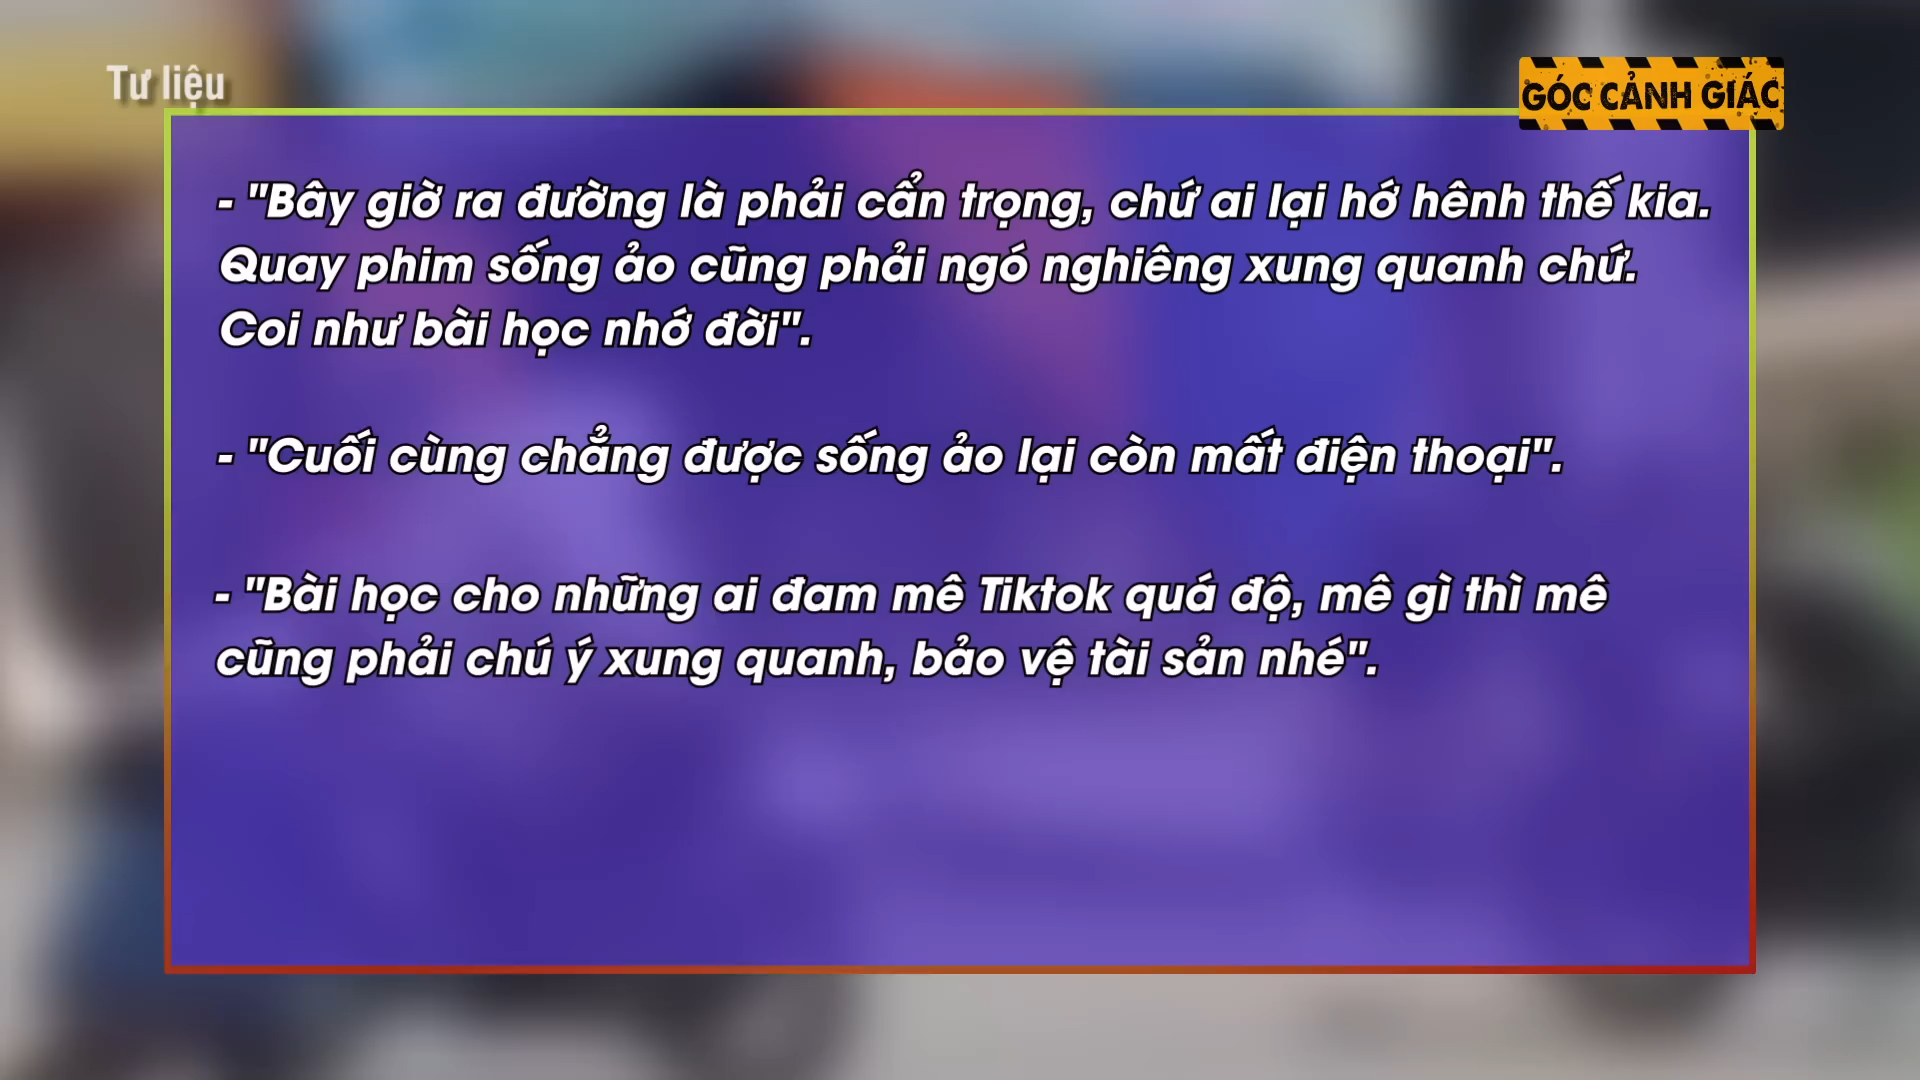 Tư liệu
GÓC CẢNH GIÁC
- "Bây giờ ra đường là phải cẩn trọng, chứ ai lại hớ hênh thế kia.
Quay phim sống ảo cũng phải ngó nghiêng xung quanh chứ.
Coi như bài học nhớ đời".
- "Cuối cùng chẳng được sống ảo lại còn mất điện thoại".
- "Bài học cho những ai đam mê Tiktok quá độ, mê gì thì mê
cũng phải chú ý xung quanh, bảo vệ tài sản nhé".